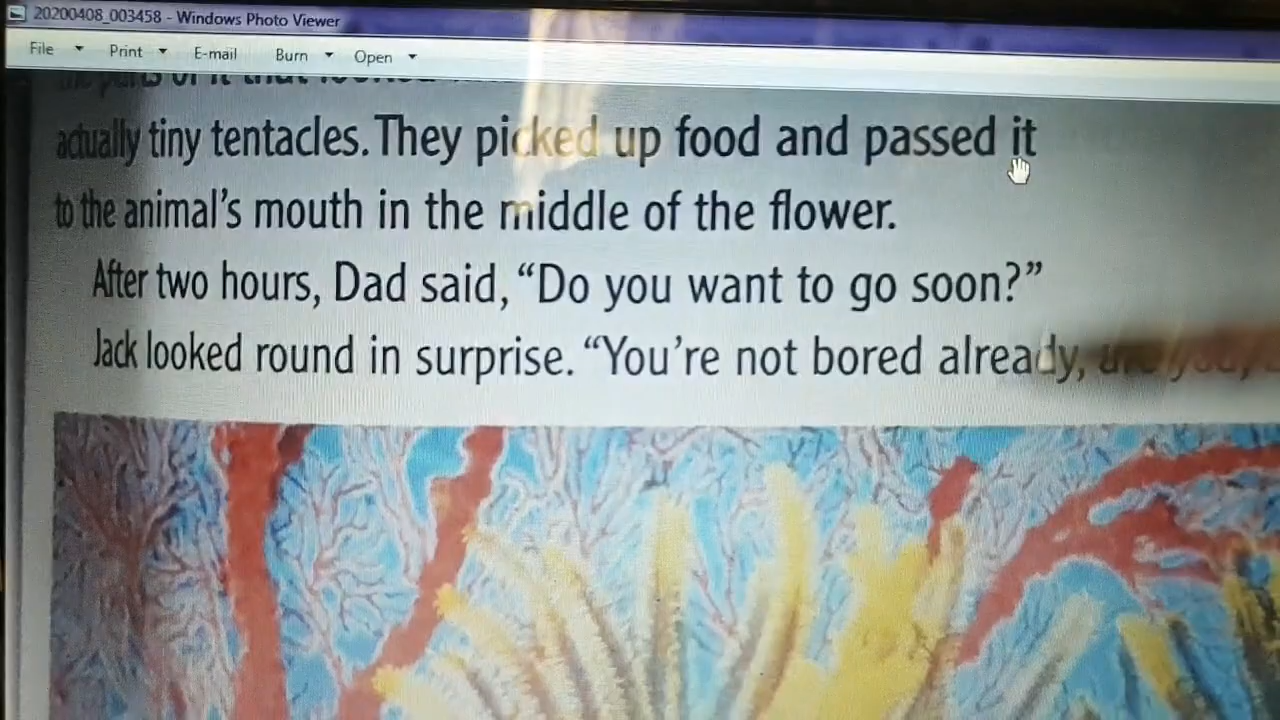 20200408_003458 - Windows Photo Viewer
File Print E-mail Burn Open
actually tiny tentacles. They picked up food and passed it
to the animal's mouth in the middle of the flower.
After two hours, Dad said, “Do you want to go soon?”
Jack looked round in surprise. “You're not bored already, are you,